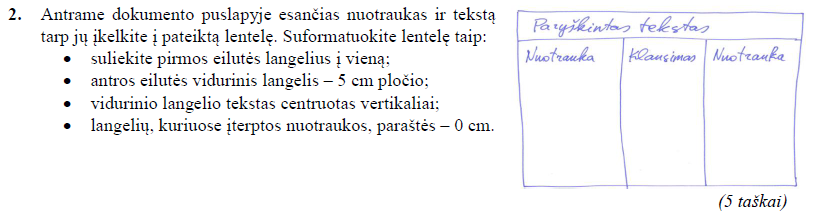 2. Antrame dokumento puslapyje esančias nuotraukas ir tekstą
tarp jų įkelkite į pateiktą lentelę. Suformatuokite lentelę taip:
• suliekite pirmos eilutės langelius į vieną;
• antros eilutės vidurinis langelis – 5 cm pločio;
• vidurinio langelio tekstas centruotas vertikaliai;
• langelių, kuriuose įterptos nuotraukos, paraštės – 0 cm.
Paryškintas tekstas
Nuotrauka Klausimas Nuotrauka
(5 taškai)